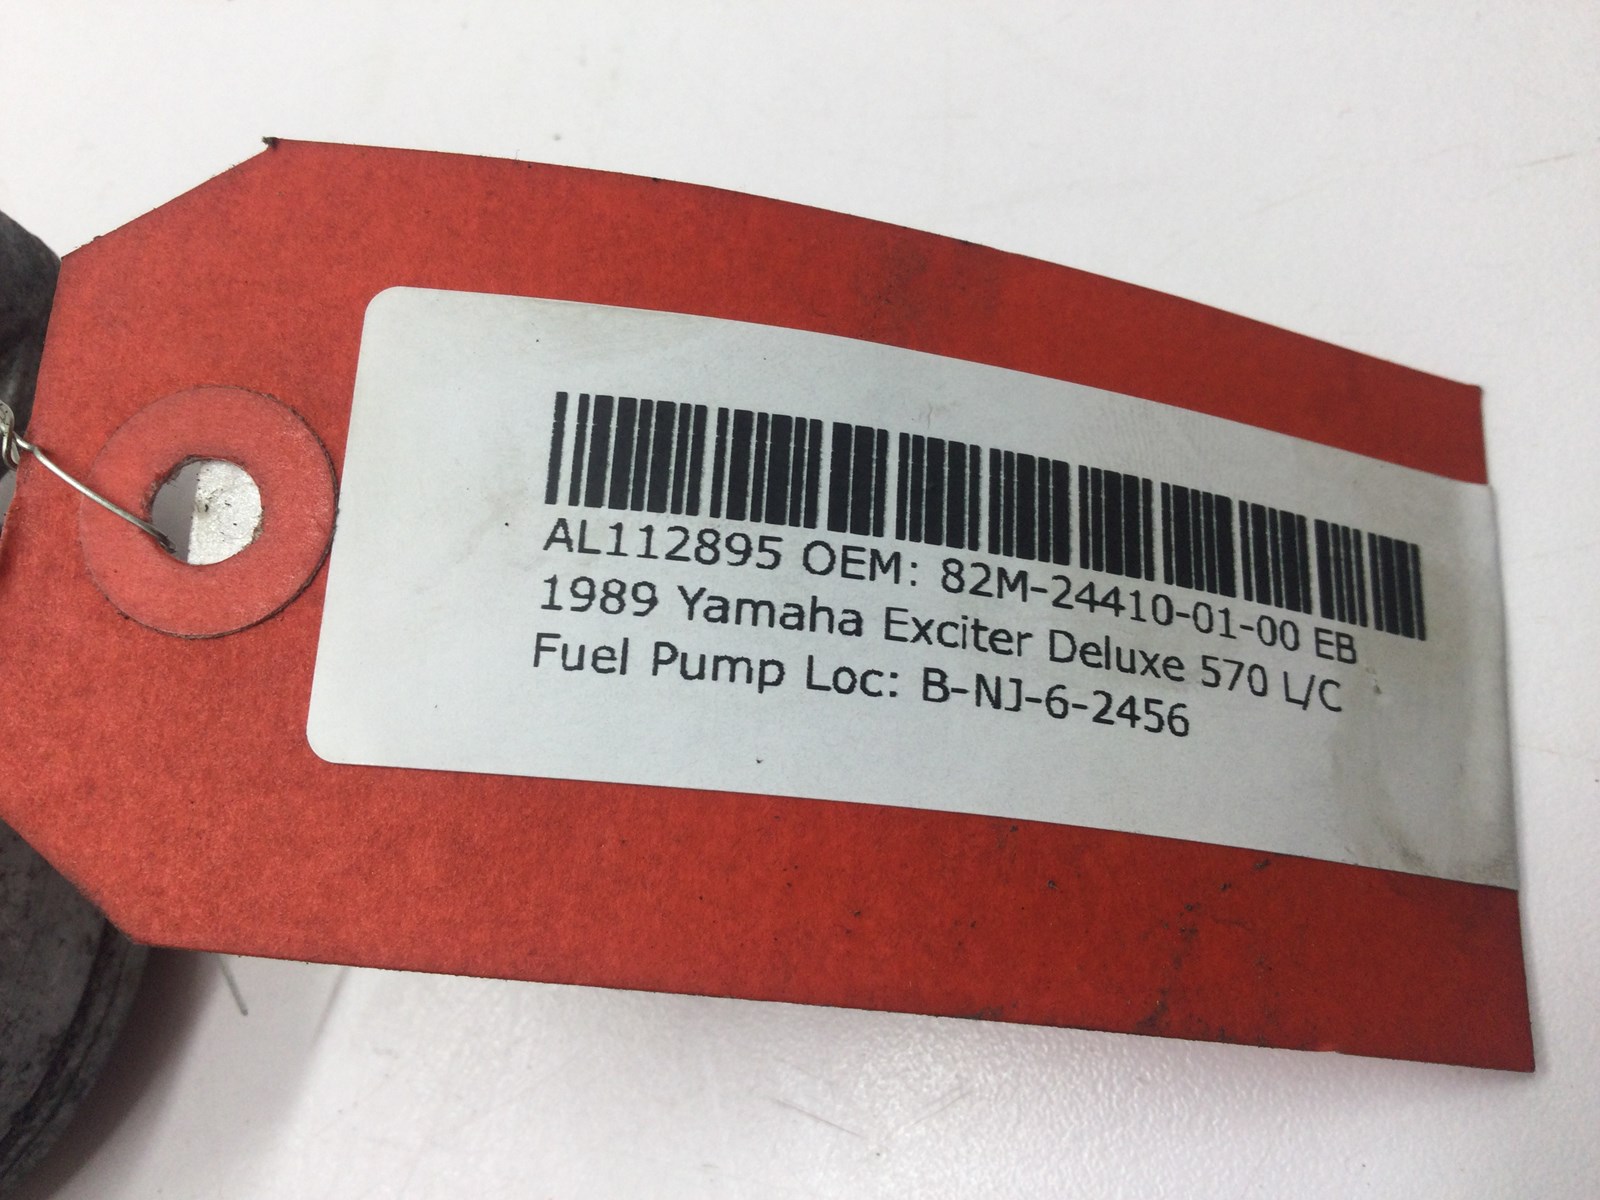 AL112895 OEM: 82M-24410-01-00 EB
1989 Yamaha Exciter Deluxe 570 L/C
Fuel Pump Loc: B-NJ-6-2456